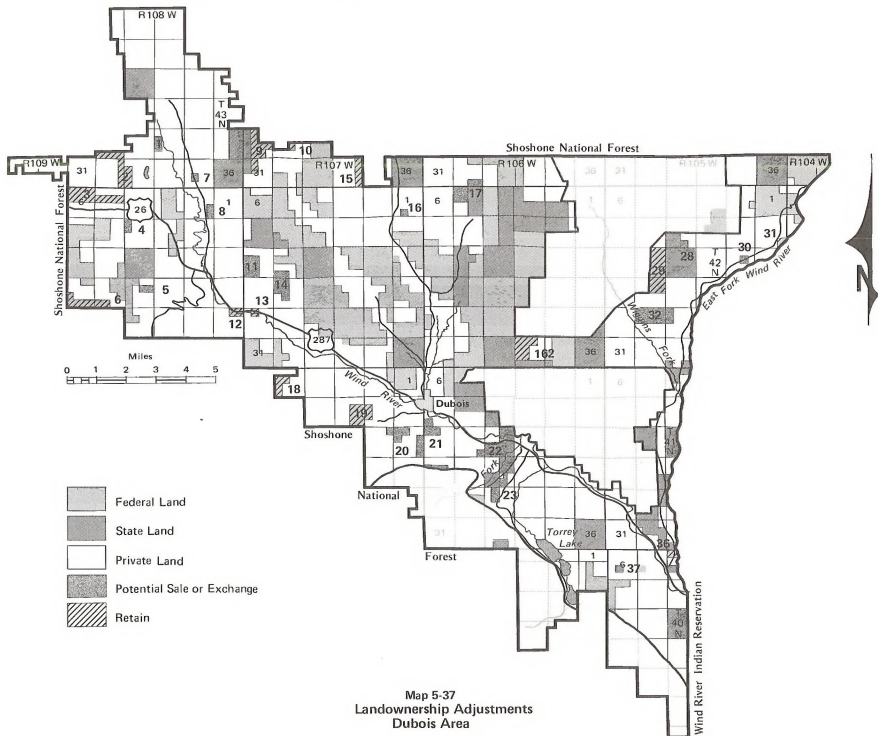 R108 W
T
43
N
Shoshone National Forest
R109 W
31
9
10
R107 W
15
36
31
R106 W
36
31
R105 W
36
R104 W
7
36
31
3
6
26
4
8
1
6
16
1
6
17
1
31
30
28
29
T
42
N
Shoshone National Forest
11
14
5
6
13
12
32
East Fork Wind River
Wiggins Fork
287
31
162
36
31
Miles
0 1 2 3 4 5
Wind River
18
1
6
Dubois
1
6
19
Shoshone
20
21
22
Fork
41
National
23
Torrey
Lake
36
31
36
Forest
31
1
6
37
T
40
N
Wind River Indian Reservation
N
Federal Land
State Land
Private Land
Potential Sale or Exchange
Retain
Map 5-37
Landownership Adjustments
Dubois Area